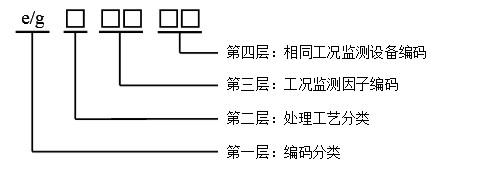 e/g □ □□ □□
第四层：相同工况监测设备编码
第三层：工况监测因子编码
第二层：处理工艺分类
第一层：编码分类